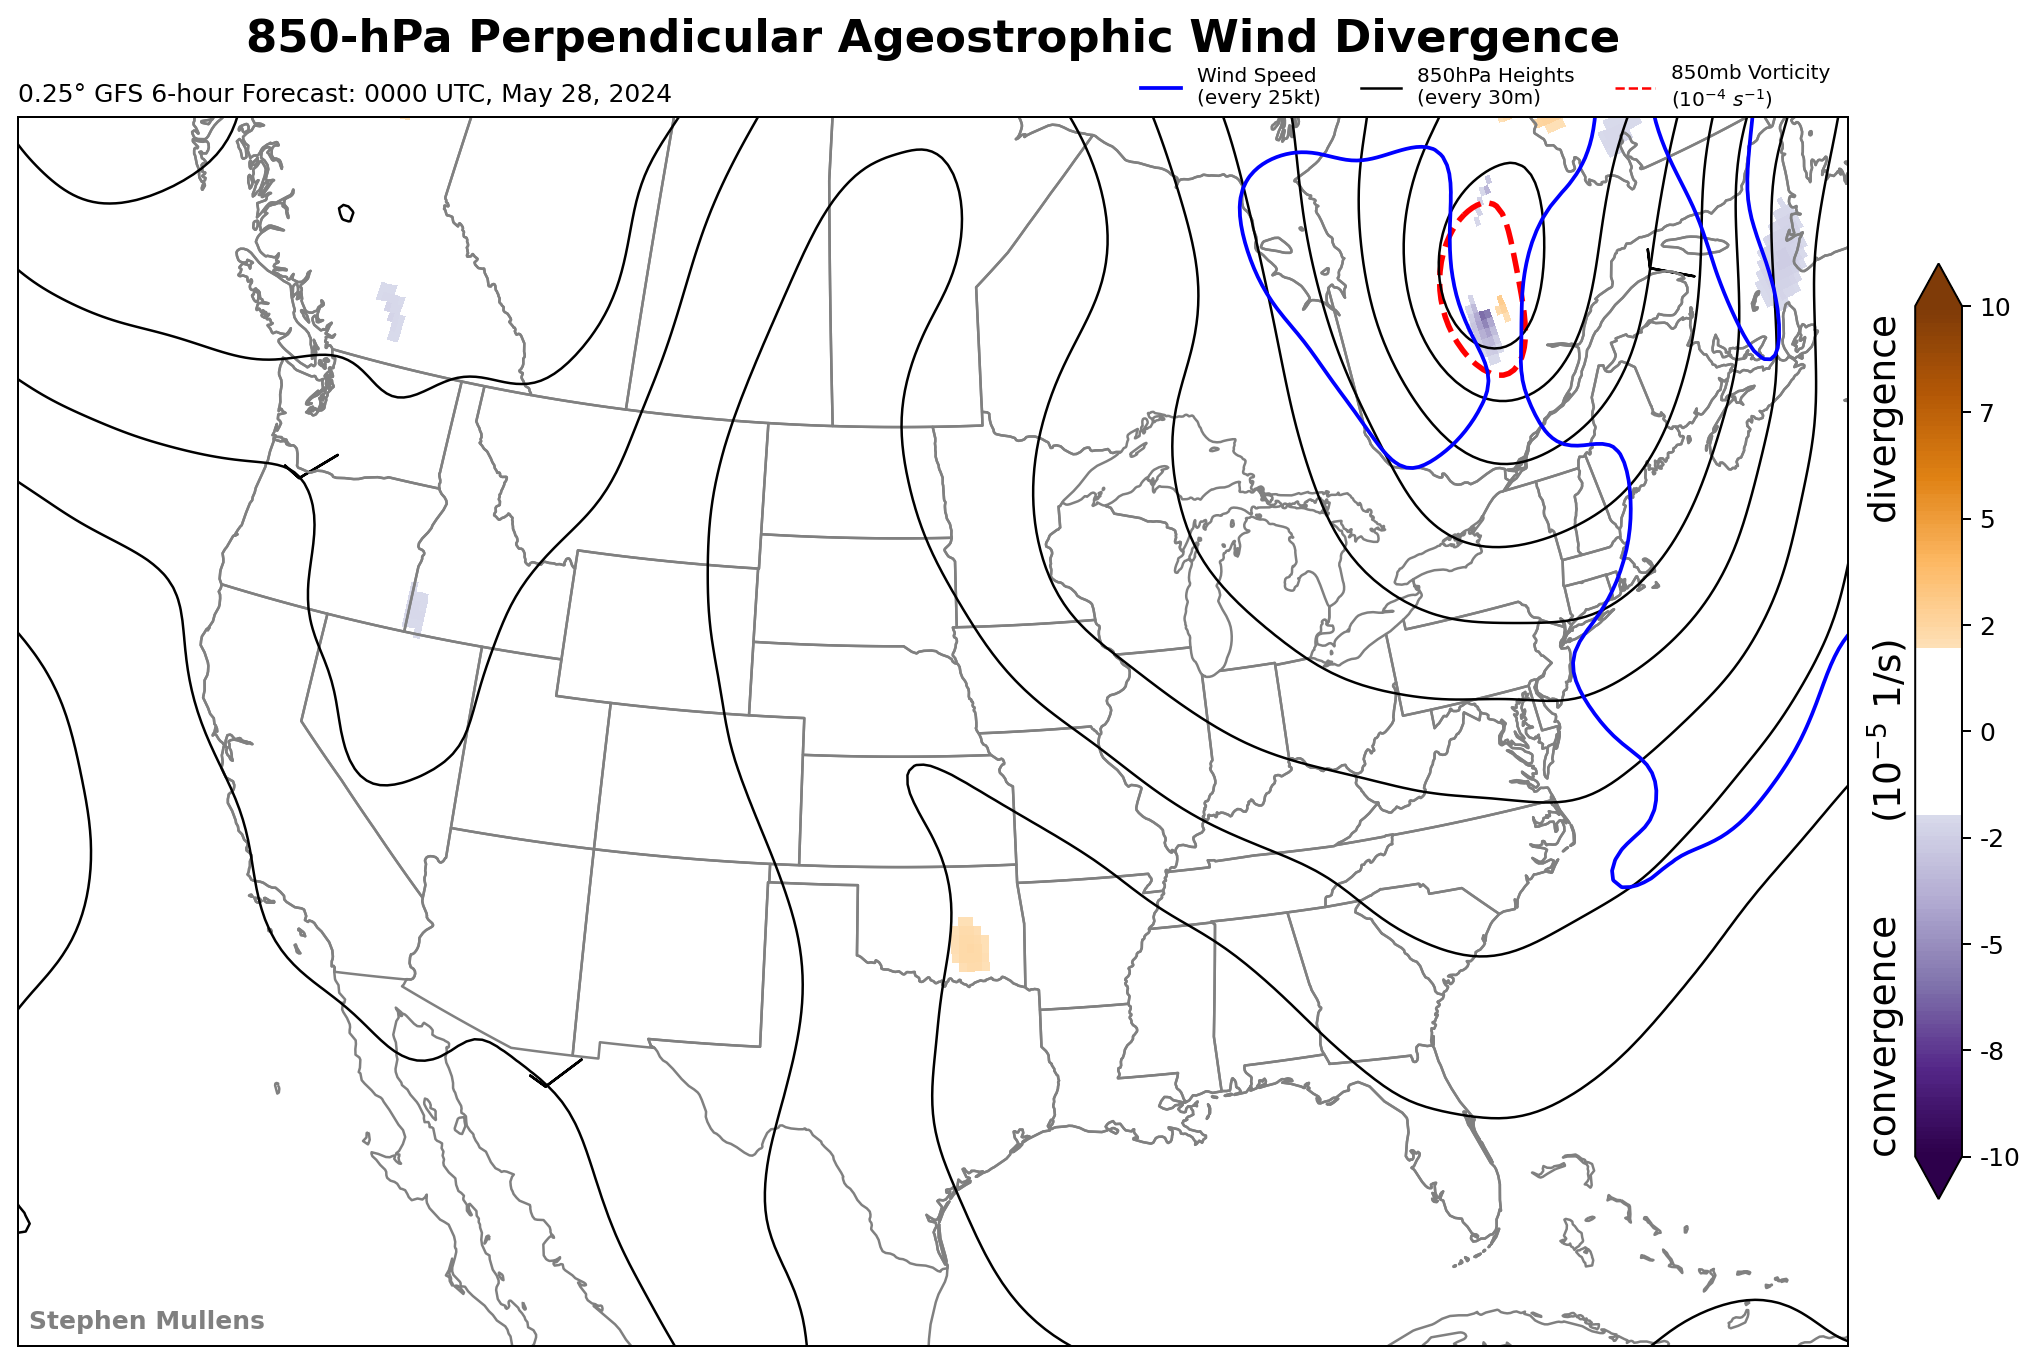 850-hPa Perpendicular Ageostrophic Wind Divergence
0.25° GFS 6-hour Forecast: 0000 UTC, May 28, 2024
Wind Speed
(every 25kt)
850hPa Heights
(every 30m)
850mb Vorticity
(10⁻⁴ s⁻¹)
10
7
5
2
0
-2
-5
-8
-10
convergence (10⁻⁵ 1/s) divergence
Stephen Mullens